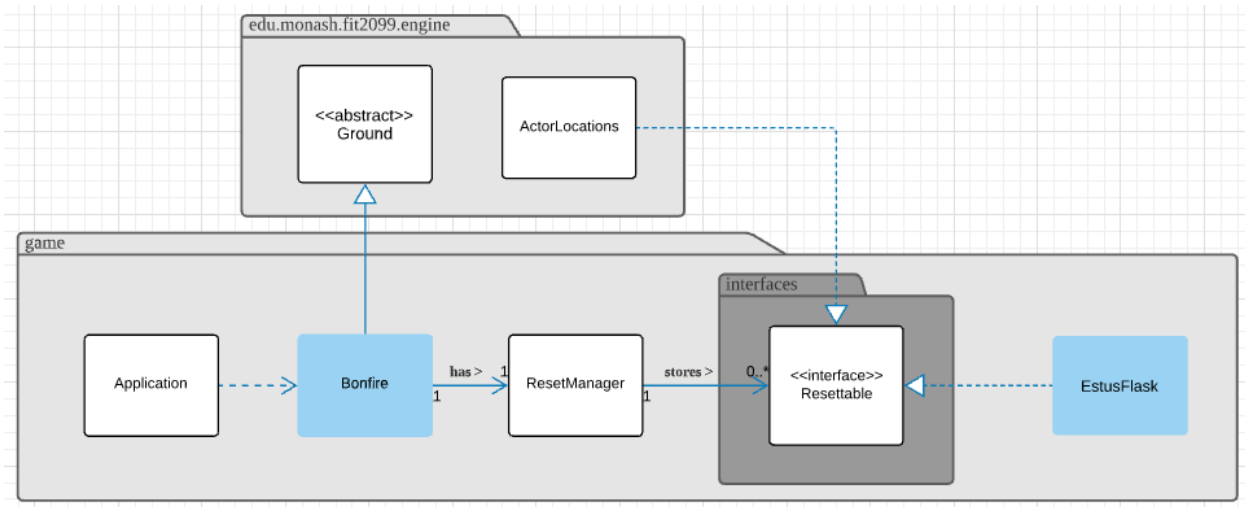 edu.monash.fit2099.engine
<<abstract>>
Ground
ActorLocations
game
interfaces
Application
Bonfire
has >
1
1
ResetManager
stores >
1
0..*
<<interface>>
Resettable
EstusFlask